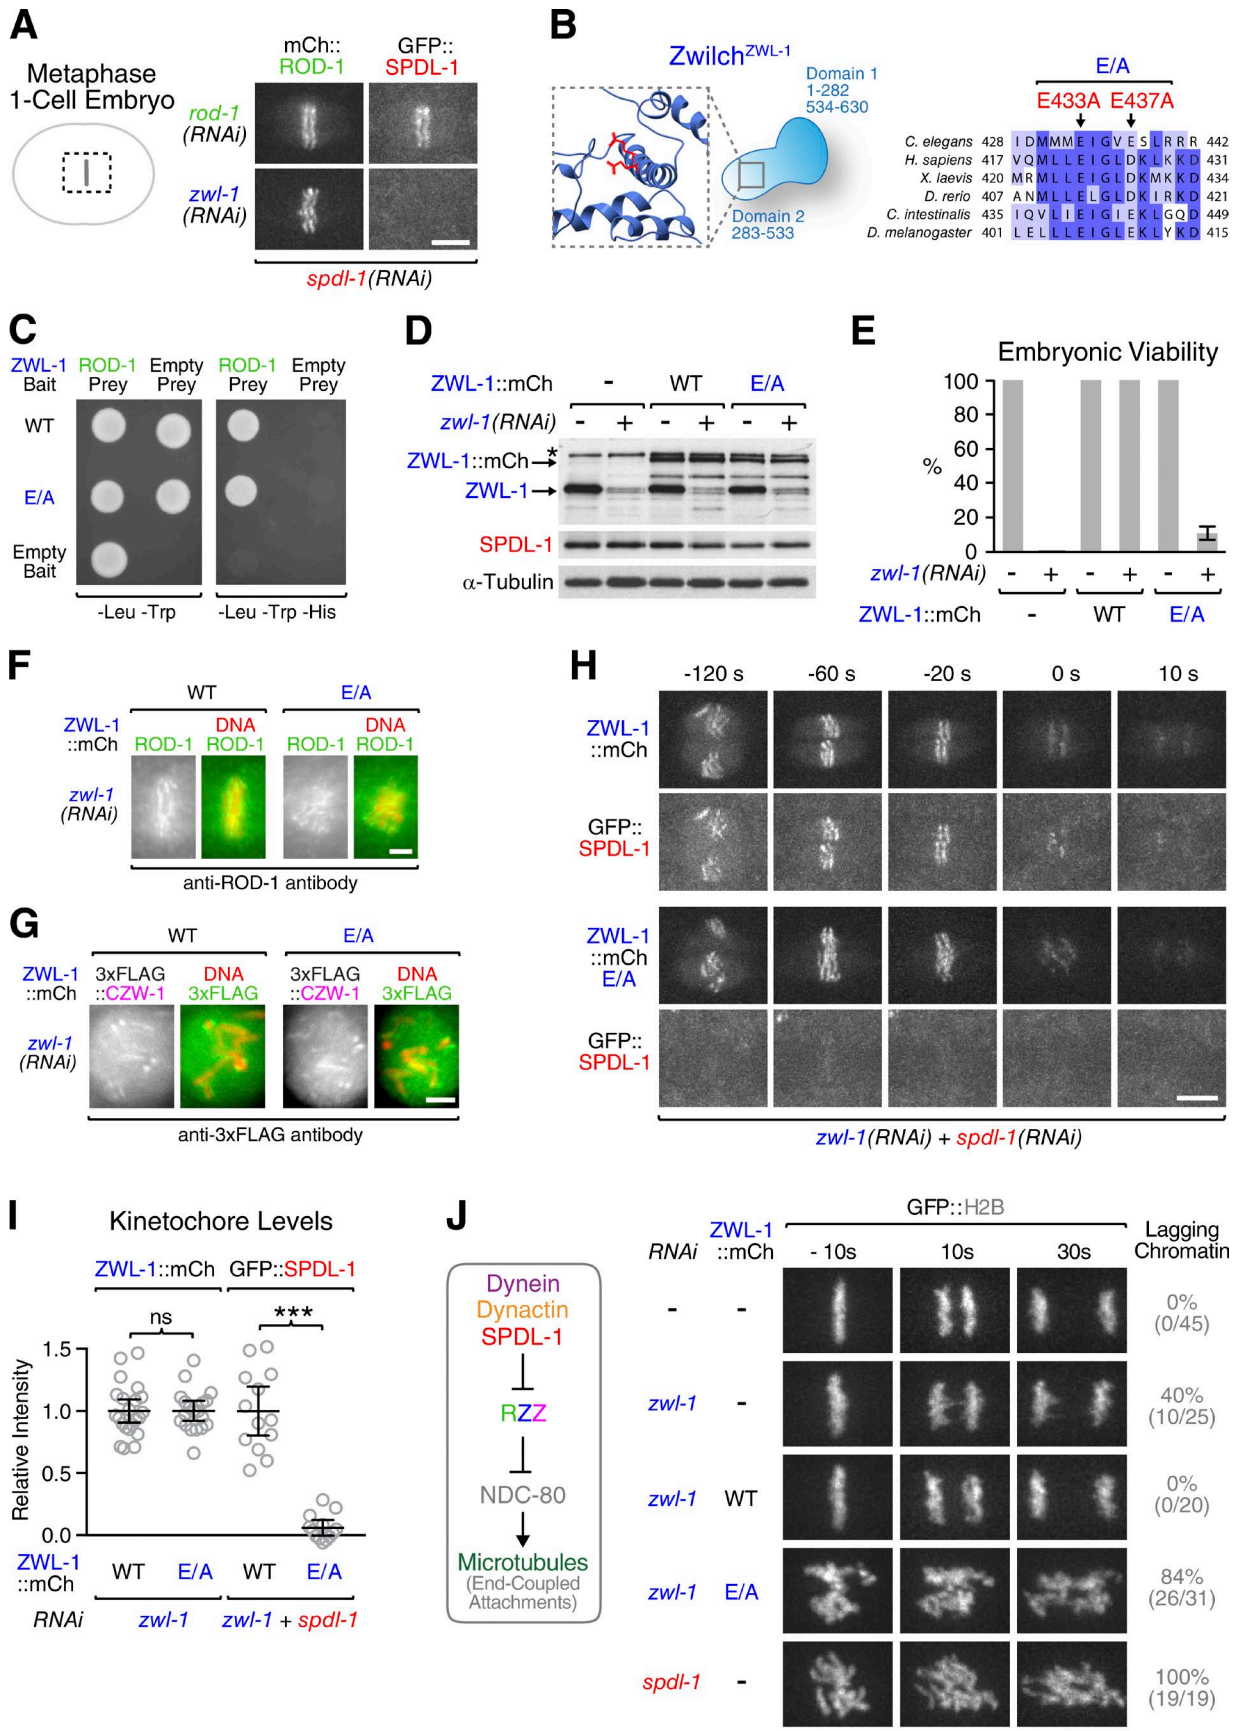 A
mCh::
ROD-1
GFP::
SPDL-1
Metaphase
1-Cell Embryo
rod-1
(RNAi)
zwl-1
(RNAi)
spdl-1(RNAi)
B
Zwilch^ZWL-1
Domain 1
1-282
534-630
Domain 2
283-533
E/A
E433A E437A
C. elegans 428 I D M M M E I G V E S L R R R 442
H. sapiens 417 V Q M L L E I G L D K L K K D 431
X. laevis 420 M R M L L E I G L D K M K K D 434
D. rerio 407 A N M L L E L G L D K I R K D 421
C. intestinalis 435 I Q V L I E I G I E K L G Q D 449
D. melanogaster 401 L E L L L E I G L E K L Y K D 415
C
ZWL-1
Bait
ROD-1
Prey
Empty
Prey
ROD-1
Prey
Empty
Prey
WT
E/A
Empty
Bait
-Leu -Trp
-Leu -Trp -His
D
ZWL-1::mCh - WT E/A
zwl-1(RNAi) - + - + - +
*
ZWL-1::mCh
ZWL-1
SPDL-1
α-Tubulin
E
Embryonic Viability
100
80
60
40
20
0
%
zwl-1(RNAi) - + - + - +
ZWL-1::mCh - WT E/A
F
WT E/A
ZWL-1
::mCh
ROD-1
DNA
ROD-1
ROD-1
DNA
ROD-1
zwl-1
(RNAi)
anti-ROD-1 antibody
G
WT E/A
ZWL-1
::mCh
3xFLAG
::CZW-1
DNA
3xFLAG
3xFLAG
::CZW-1
DNA
3xFLAG
zwl-1
(RNAi)
anti-3xFLAG antibody
H
-120 s -60 s -20 s 0 s 10 s
ZWL-1
::mCh
GFP::
SPDL-1
ZWL-1
::mCh
E/A
GFP::
SPDL-1
zwl-1(RNAi) + spdl-1(RNAi)
I
Kinetochore Levels
ZWL-1::mCh GFP::SPDL-1
ns ***
1.5
1.0
0.5
0.0
Relative Intensity
ZWL-1
::mCh
WT E/A WT E/A
RNAi zwl-1 zwl-1 + spdl-1
J
Dynein
Dynactin
SPDL-1
RZZ
NDC-80
Microtubules
(End-Coupled
Attachments)
GFP::H2B
RNAi
ZWL-1
::mCh
- 10s 10s 30s
Lagging
Chromatin
- - 0%
(0/45)
zwl-1 - 40%
(10/25)
zwl-1 WT 0%
(0/20)
zwl-1 E/A 84%
(26/31)
spdl-1 - 100%
(19/19)